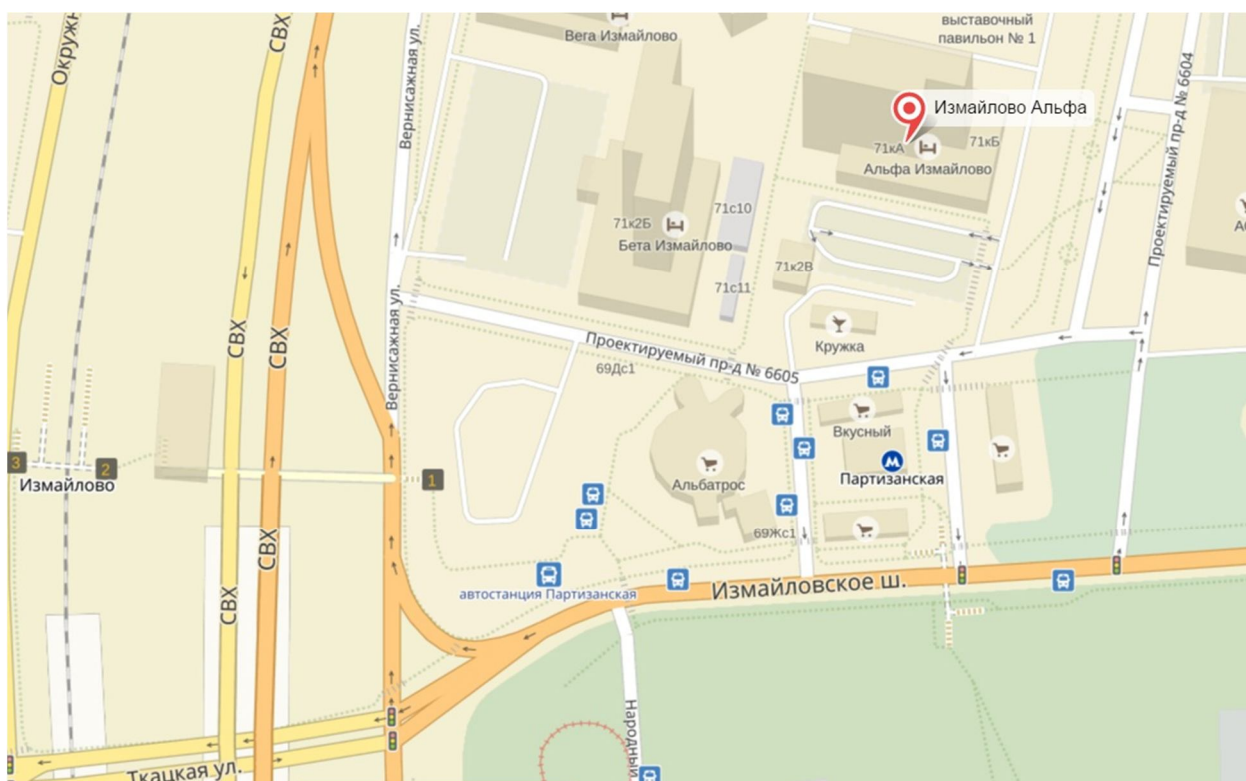 Окружн
СВХ
Вернисажная ул.
Вега Измайлово
выставочный
павильон № 1
Измайлово Альфа
71кА
71кБ
Альфа Измайлово
Проектируемый пр-д № 6604
71с10
71к2Б
Бета Измайлово
71к2В
71с11
СВХ
СВХ
Вернисажная ул.
Проектируемый пр-д № 6605
69Дс1
Кружка
Вкусный
М
Партизанская
3
2
Измайлово
1
Альбатрос
69Жс1
СВХ
СВХ
автостанция Партизанская
Измайловское ш.
Народный
Ткацкая ул.